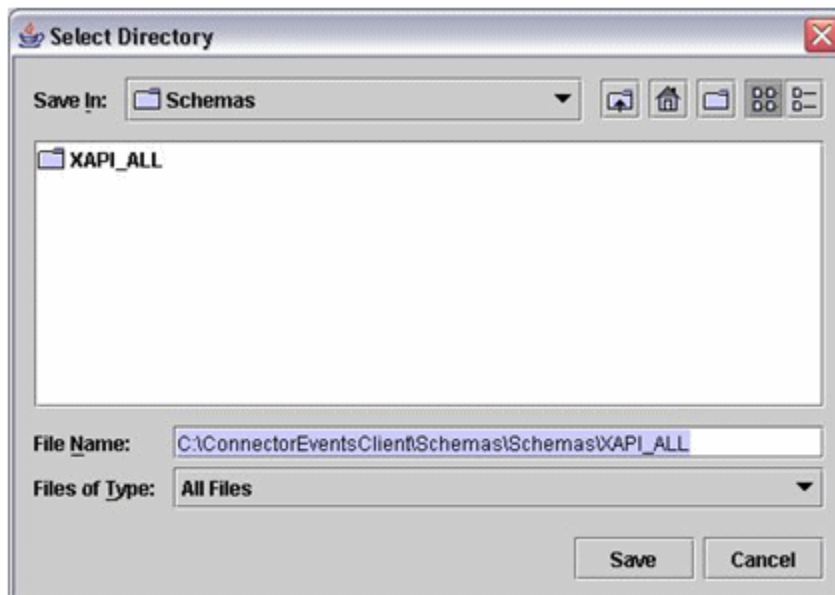 Select Directory
Save In: Schemas
XAPI_ALL
File Name: C:\ConnectorEventsClient\Schemas\Schemas\XAPI_ALL
Files of Type: All Files
Save Cancel